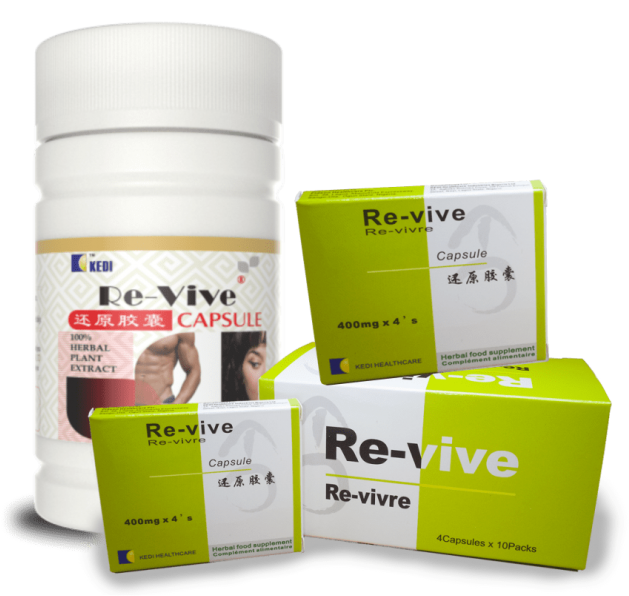 ™
KEDI
Re-Vive®
还原胶囊 CAPSULE
100%
HERBAL
PLANT
EXTRACT
Re-vive
Re-vivre
Capsule
还原胶囊
400mg x 4's
KEDI HEALTHCARE
Herbal food supplement
Complément alimentaire
Re-vive
Re-vivre
Capsule
还原胶囊
400mg x 4's
KEDI HEALTHCARE
Herbal food supplement
Complément alimentaire
Re-vive
Re-vivre
4Capsules x 10Packs